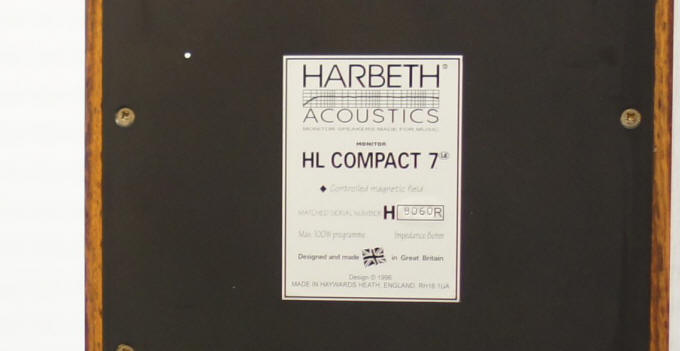 HARBETH®
ACOUSTICS
MONITOR SPEAKERS MADE FOR MUSIC
MONITOR
HL COMPACT 7
◆ Controlled magnetic field
MATCHED SERIAL NUMBER H 9060R
Max. 100W programme Impedance 8ohm
Designed and made in Great Britain
Design © 1996
MADE IN HAYWARDS HEATH, ENGLAND. RH16 1UA